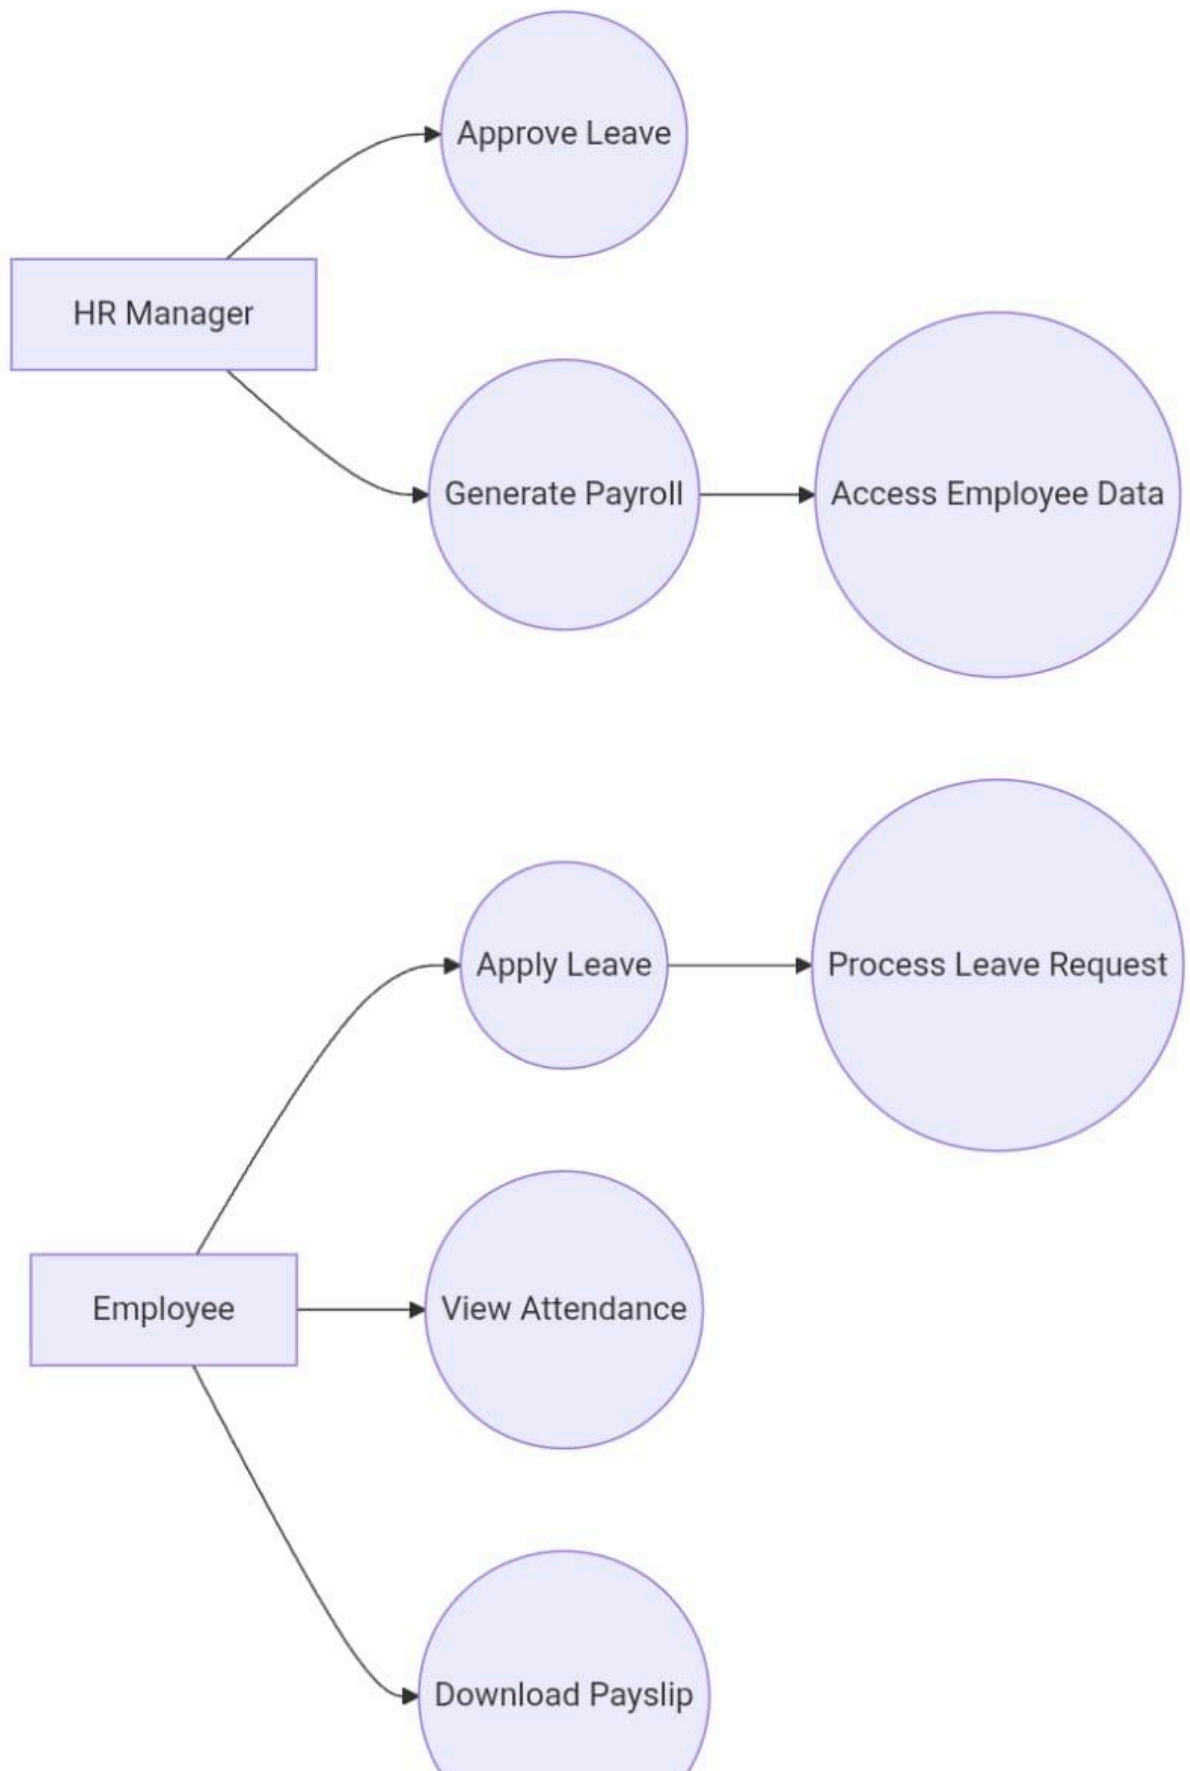 Approve Leave
HR Manager
Generate Payroll
Access Employee Data
Apply Leave
Process Leave Request
Employee
View Attendance
Download Payslip